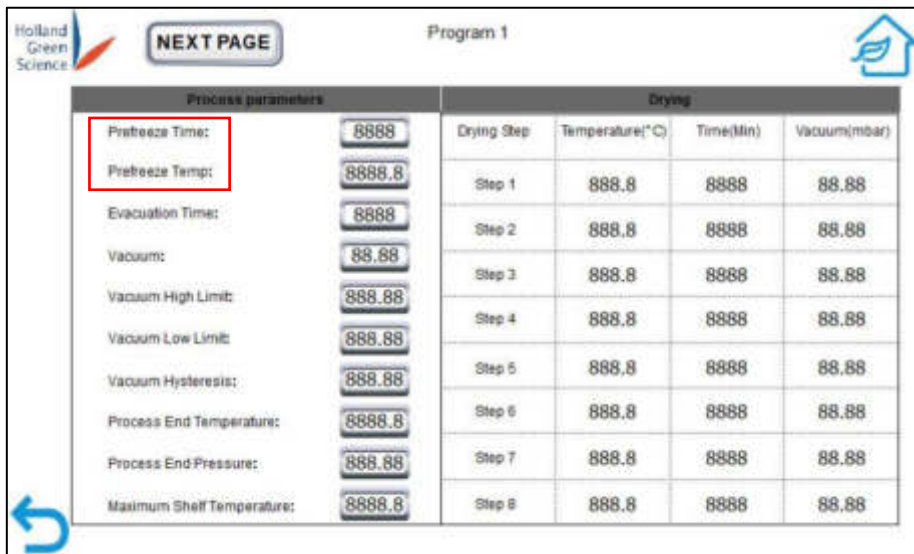 Holland
Green
Science
NEXT PAGE
Program 1
Process parameters
Prefreeze Time: 8888
Prefreeze Temp: 8888.8
Evacuation Time: 8888
Vacuum: 88.88
Vacuum High Limit: 888.88
Vacuum Low Limit: 888.88
Vacuum Hysteresis: 888.88
Process End Temperature: 8888.8
Process End Pressure: 888.88
Maximum Shelf Temperature: 8888.8
Drying
Drying Step Temperature(°C) Time(Min) Vacuum(mbar)
Step 1 888.8 8888 88.88
Step 2 888.8 8888 88.88
Step 3 888.8 8888 88.88
Step 4 888.8 8888 88.88
Step 5 888.8 8888 88.88
Step 6 888.8 8888 88.88
Step 7 888.8 8888 88.88
Step 8 888.8 8888 88.88